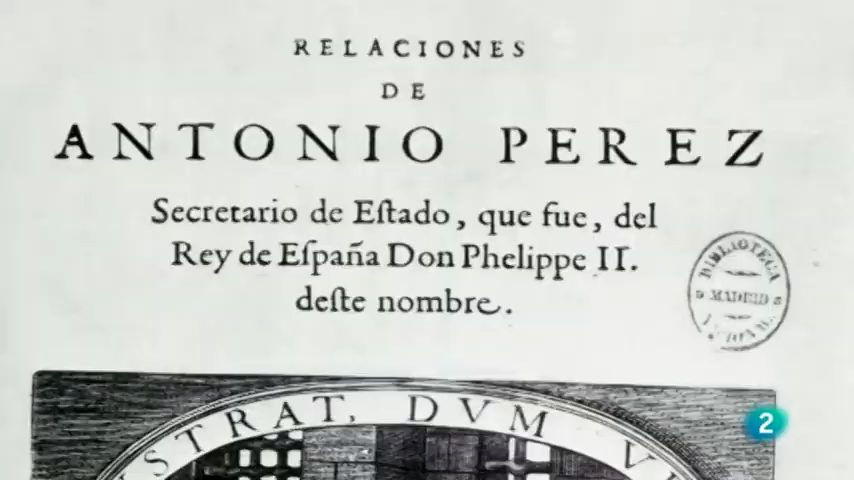 RELACIONES
DE
ANTONIO PEREZ
Secretario de Eſtado, que fue, del
Rey de Eſpaña Don Phelippe II.
deſte nombre.
BIBLIOTECA
MADRID
STRAT, DVM
2